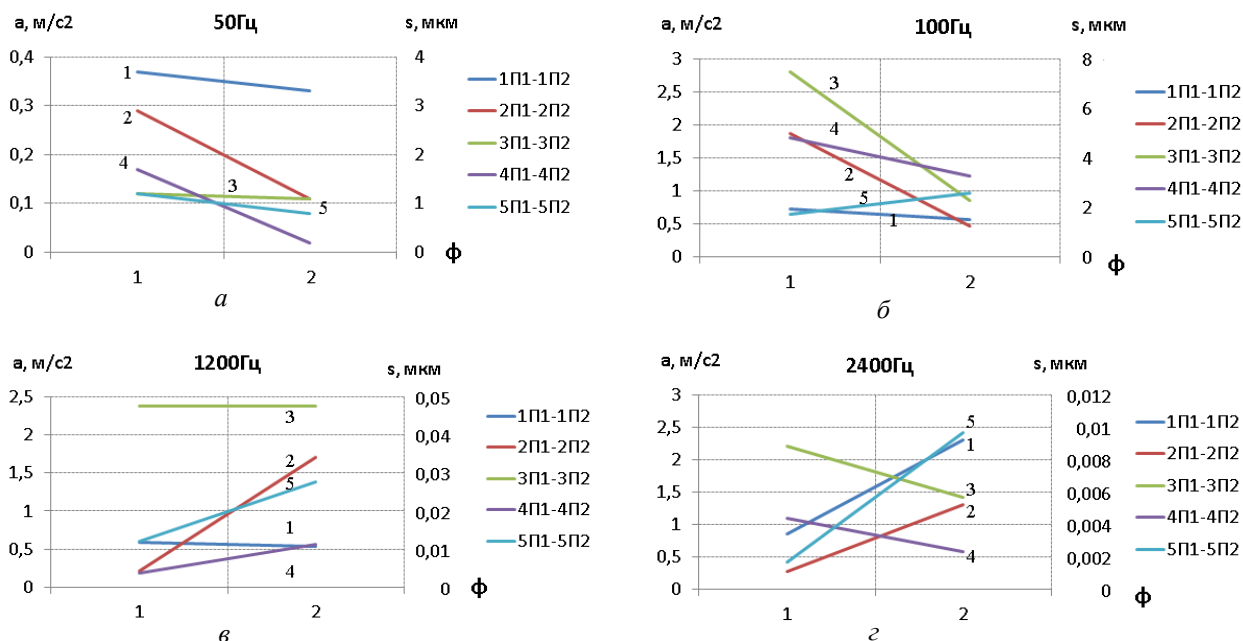 a, м/с2 50Гц s, мкм
0,4 4
0,3 3
0,2 2
0,1 1
0 0
1 2 ф
1
2
4
3
5
1П1-1П2
2П1-2П2
3П1-3П2
4П1-4П2
5П1-5П2
а
a, м/с2 100Гц s, мкм
3
2,5
2
1,5
1
0,5
0
8
6
4
2
0
1 2 ф
3
4
2
5
1
1П1-1П2
2П1-2П2
3П1-3П2
4П1-4П2
5П1-5П2
б
a, м/с2 1200Гц s, мкм
2,5 0,05
2 0,04
1,5 0,03
1 0,02
0,5 0,01
0 0
1 2 ф
3
2
5
1
4
1П1-1П2
2П1-2П2
3П1-3П2
4П1-4П2
5П1-5П2
в
a, м/с2 2400Гц s, мкм
3 0,012
2,5 0,01
2 0,008
1,5 0,006
1 0,004
0,5 0,002
0 0
1 2 ф
5
1
3
2
4
1П1-1П2
2П1-2П2
3П1-3П2
4П1-4П2
5П1-5П2
г